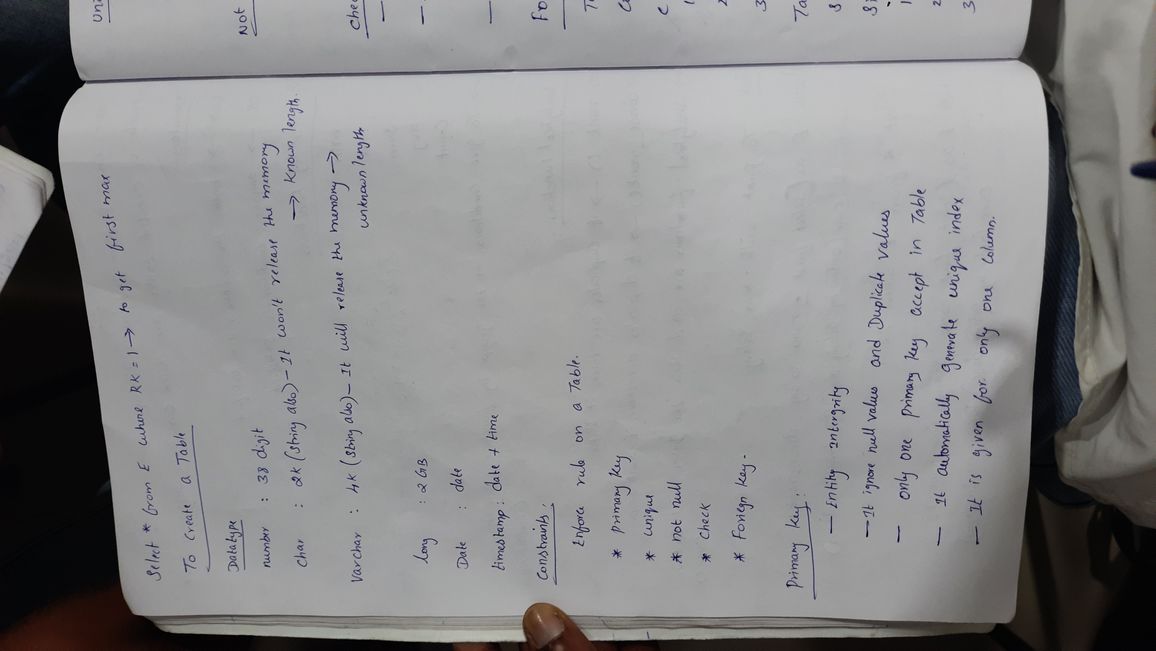 Select * from E where RK = 1 → to get first max
To Create a Table
Datatype
number : 38 digit
char : 2K (String also) – It won't release the memory
→ Known length.
Varchar : 4K (String also) – It will release the memory →
unknown length
long : 2 GB
Date : date
timestamp : date + time
Constraints.
Enforce rule on a Table.
* primary key
* unique
* not null
* check
* Foriegn key.
Primary key :
— Entity intergrity
— It ignore null values and Duplicate values
— only one primary key accept in Table
— It automatically generate unique index
— It is given for only one column.
Uni
Not
Chec
Fo
1
2
3
Ta
S
1
2
3